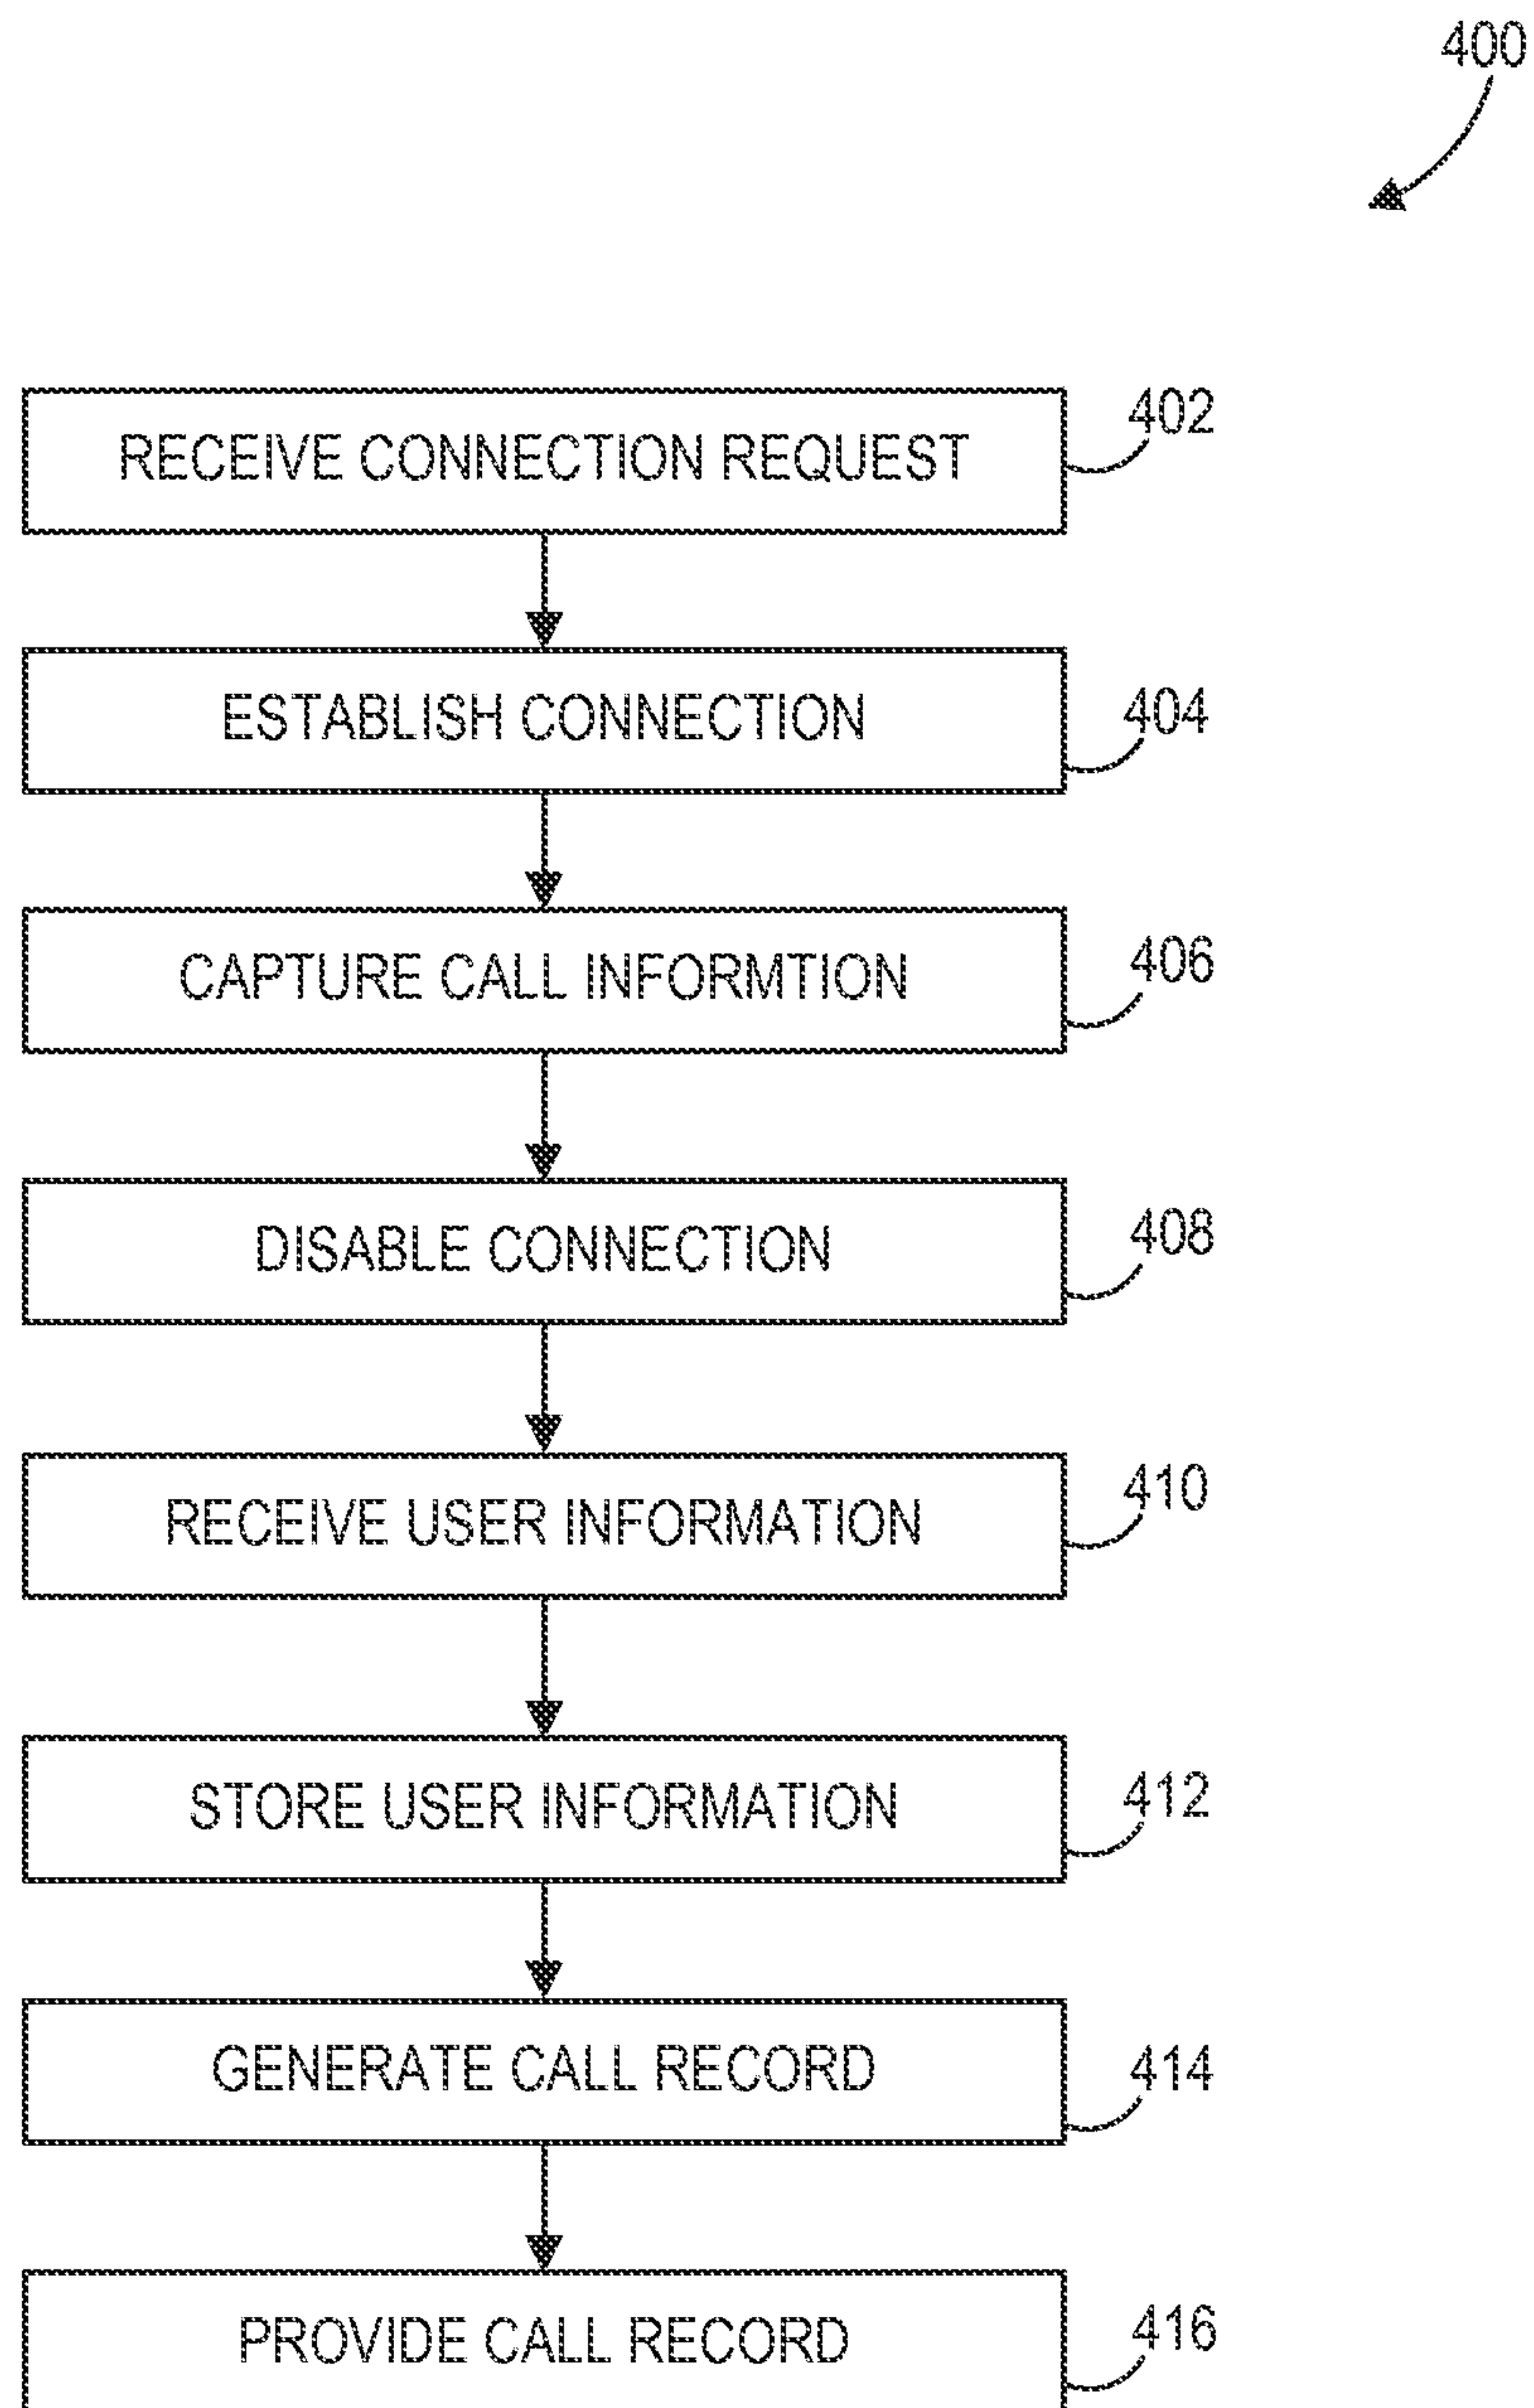 400
RECEIVE CONNECTION REQUEST
402
ESTABLISH CONNECTION
404
CAPTURE CALL INFORMTION
406
DISABLE CONNECTION
408
RECEIVE USER INFORMATION
410
STORE USER INFORMATION
412
GENERATE CALL RECORD
414
PROVIDE CALL RECORD
416